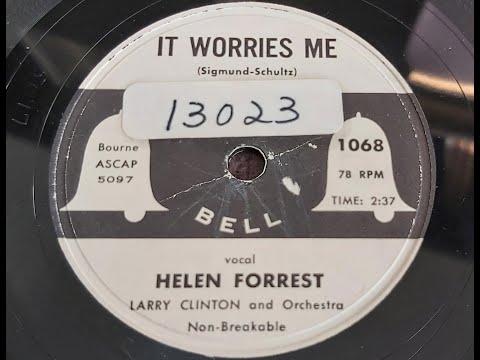 IT WORRIES ME
(Sigmund-Schultz)
13023
Bourne
ASCAP
5097
1068
78 RPM
TIME: 2:37
BELL
vocal
HELEN FORREST
LARRY CLINTON and Orchestra
Non-Breakable